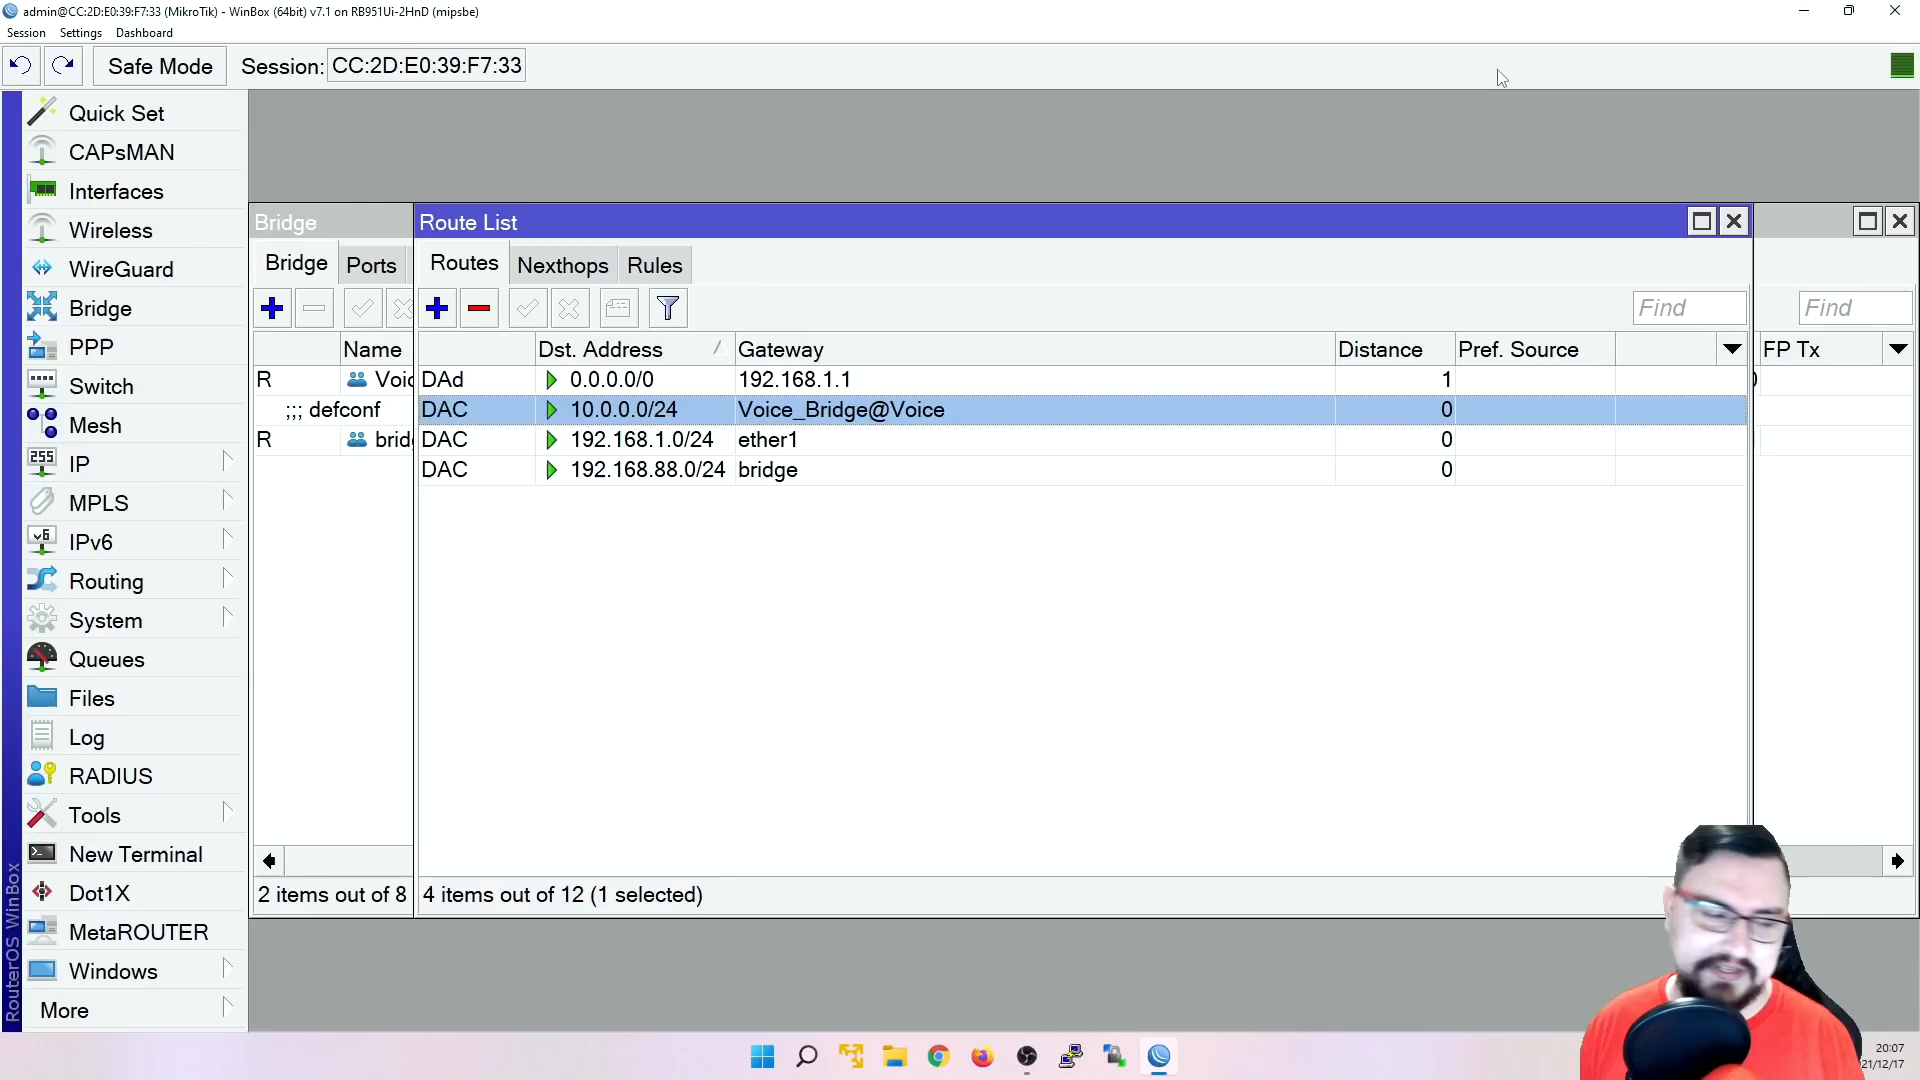 admin@CC:2D:E0:39:F7:33 (MikroTik) - WinBox (64bit) v7.1 on RB951Ui-2HnD (mipsbe)
Session Settings Dashboard
Safe Mode Session: CC:2D:E0:39:F7:33
Quick Set
CAPsMAN
Interfaces
Wireless
WireGuard
Bridge
PPP
Switch
Mesh
255
IP
MPLS
v6
IPv6
Routing
System
Queues
Files
Log
RADIUS
Tools
New Terminal
Dot1X
MetaROUTER
Windows
More
RouterOS WinBox
Bridge
Bridge Ports
Name
R Voic
;;; defconf
R brid
2 items out of 8
Route List
Routes Nexthops Rules
Find
Dst. Address Gateway Distance Pref. Source
DAd 0.0.0.0/0 192.168.1.1 1
DAC 10.0.0.0/24 Voice_Bridge@Voice 0
DAC 192.168.1.0/24 ether1 0
DAC 192.168.88.0/24 bridge 0
4 items out of 12 (1 selected)
Find
FP Tx
20:07
21/12/17